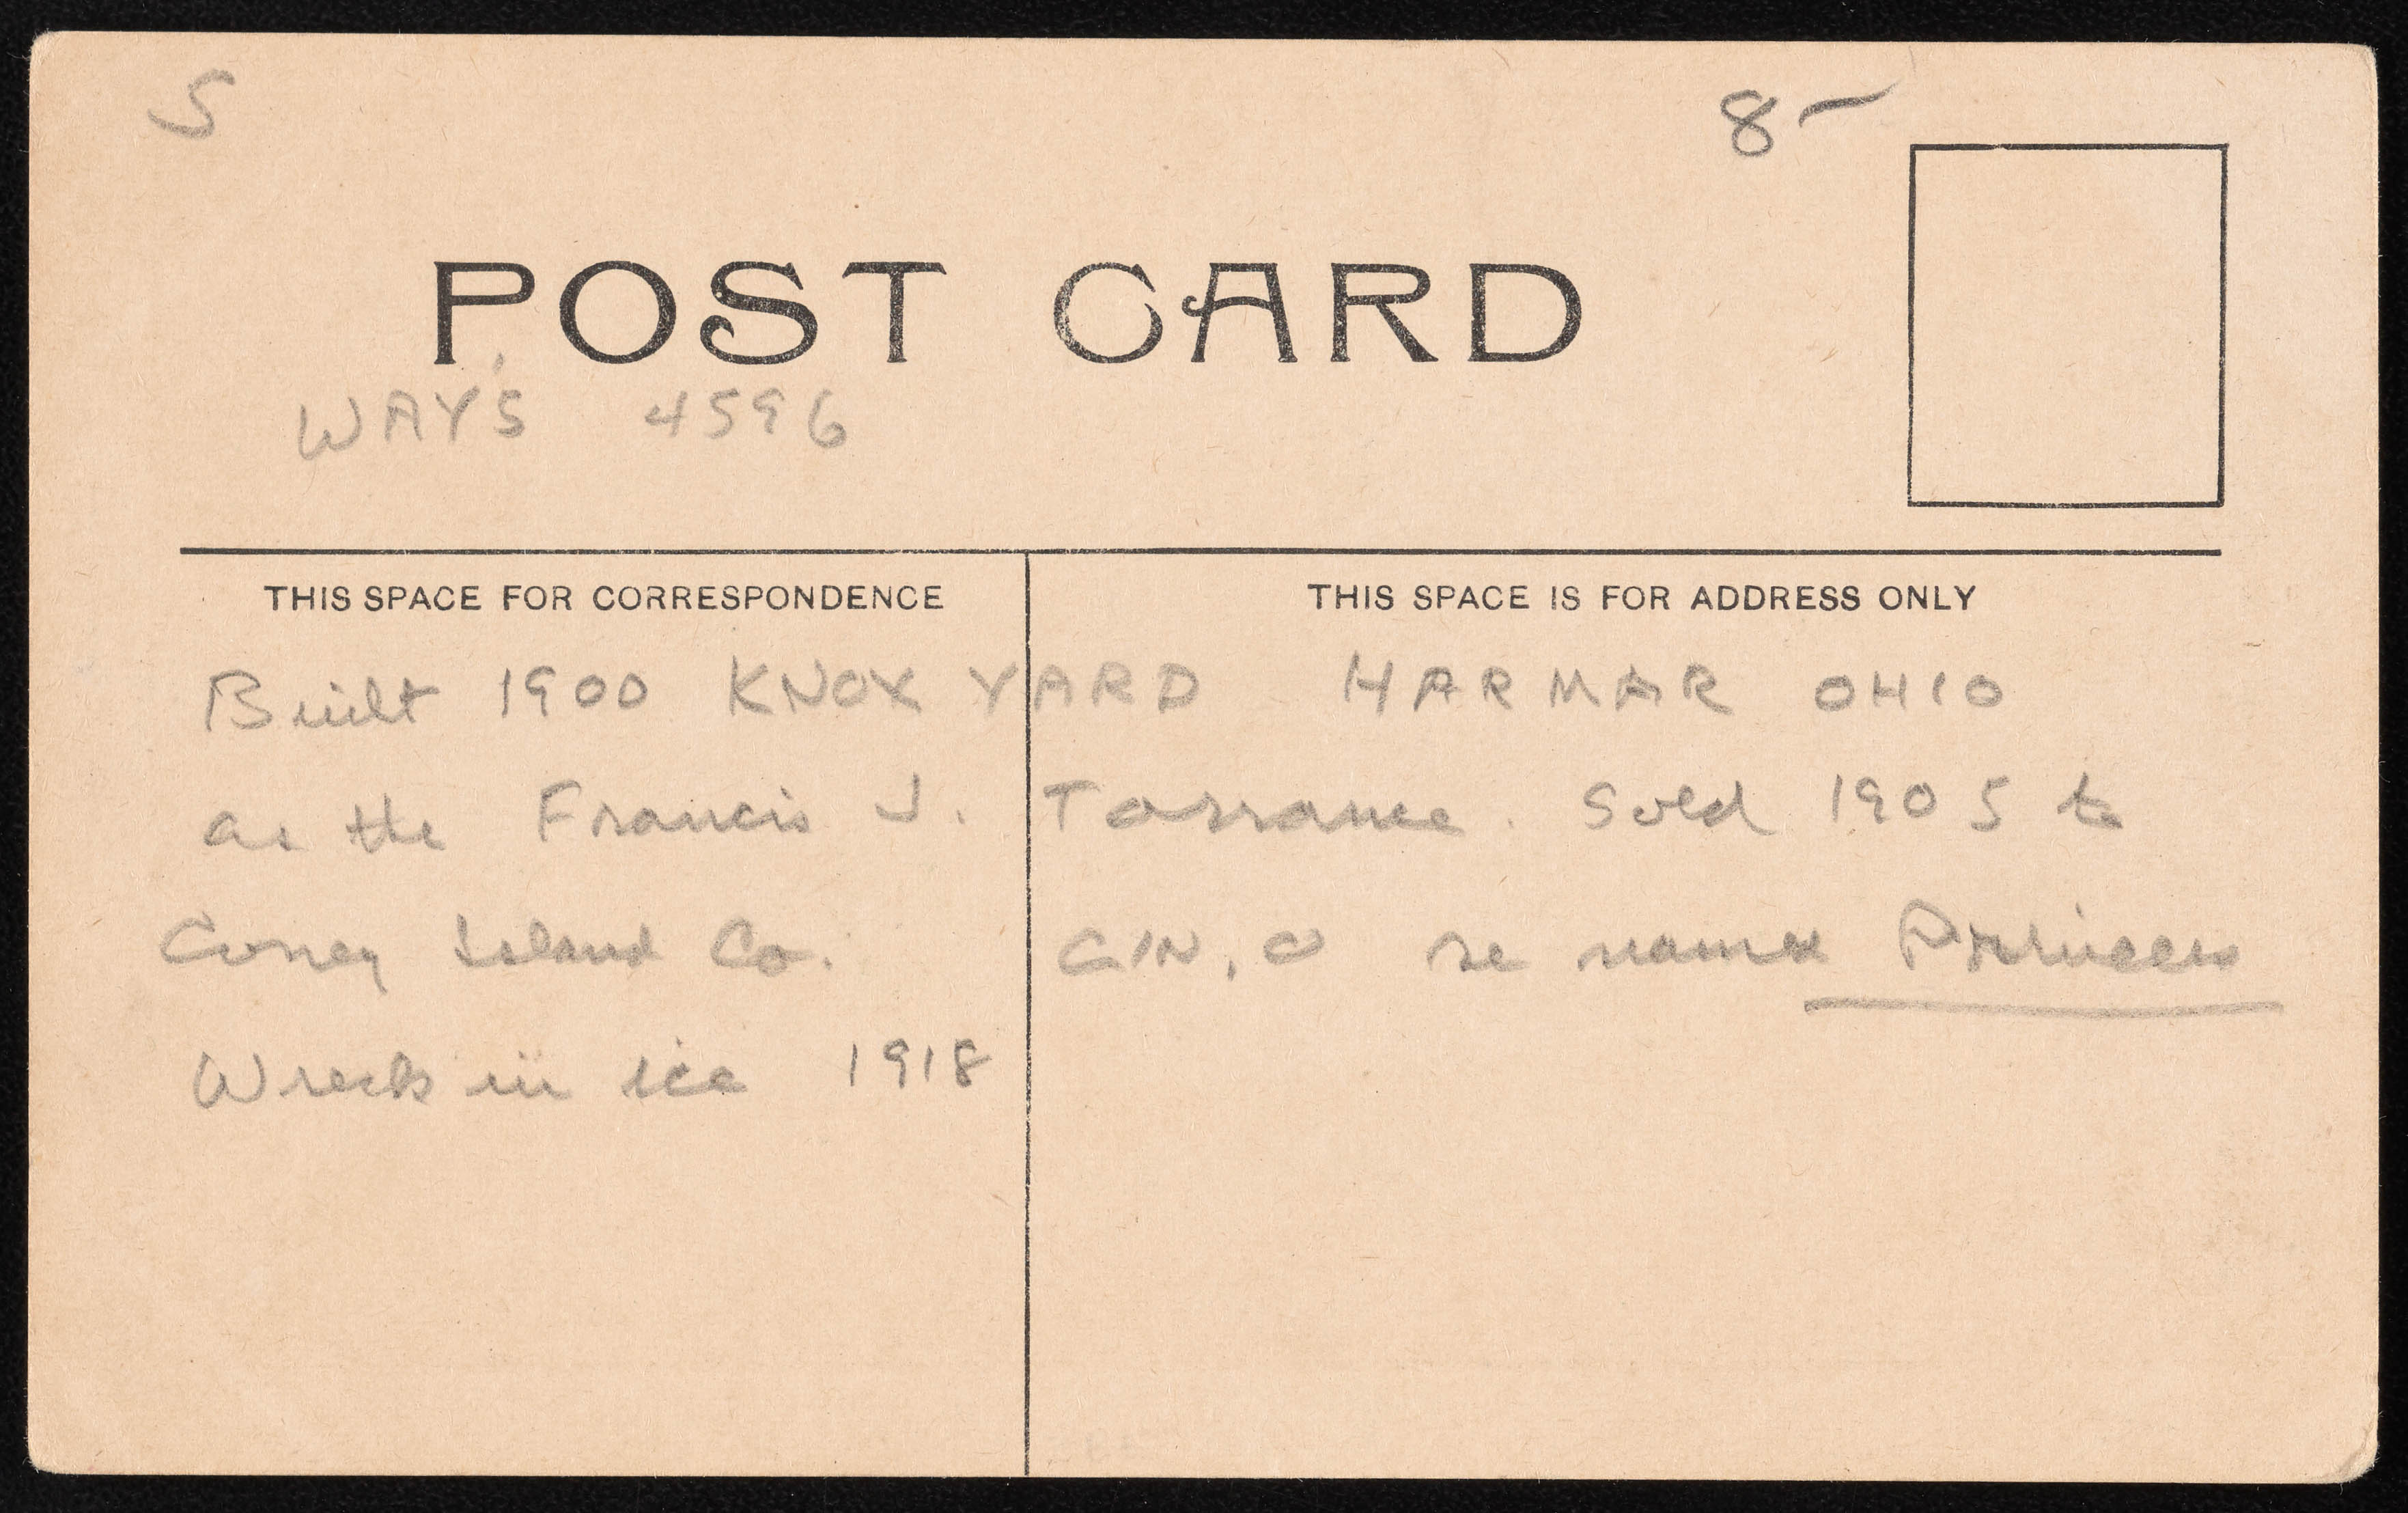 S 8-
POST CARD
WAY'S 4596
THIS SPACE FOR CORRESPONDENCE THIS SPACE IS FOR ADDRESS ONLY
Built 1900 KNOX YARD HARMAR OHIO
as the Francis J. Torrance. Sold 1905 to
Coney Island Co. CIN, O re named Princess
Wreck in ice 1918